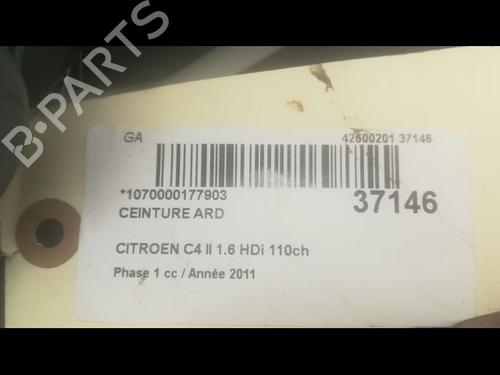 B-PARTS
GA
42600201 37146
*1070000177903
37146
CEINTURE ARD
CITROEN C4 II 1.6 HDi 110ch
Phase 1 cc / Année 2011